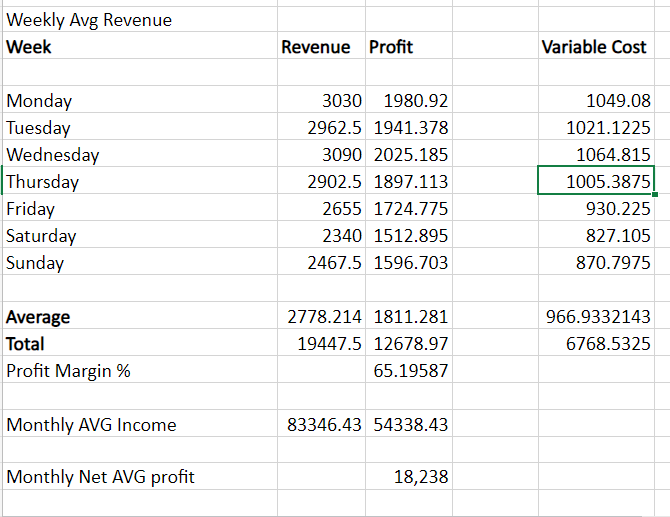 Weekly Avg Revenue
Week Revenue Profit Variable Cost
Monday 3030 1980.92 1049.08
Tuesday 2962.5 1941.378 1021.1225
Wednesday 3090 2025.185 1064.815
Thursday 2902.5 1897.113 1005.3875
Friday 2655 1724.775 930.225
Saturday 2340 1512.895 827.105
Sunday 2467.5 1596.703 870.7975
Average 2778.214 1811.281 966.9332143
Total 19447.5 12678.97 6768.5325
Profit Margin % 65.19587
Monthly AVG Income 83346.43 54338.43
Monthly Net AVG profit 18,238